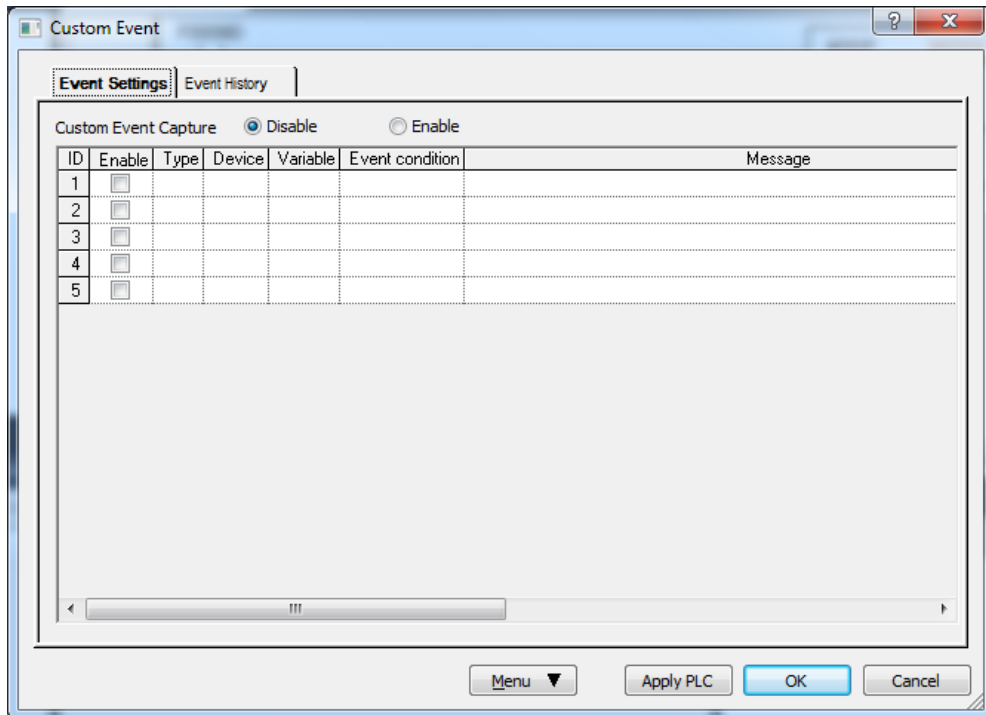 Custom Event
Event Settings Event History
Custom Event Capture Disable Enable
ID Enable Type Device Variable Event condition Message
1
2
3
4
5
Menu ▼ Apply PLC OK Cancel